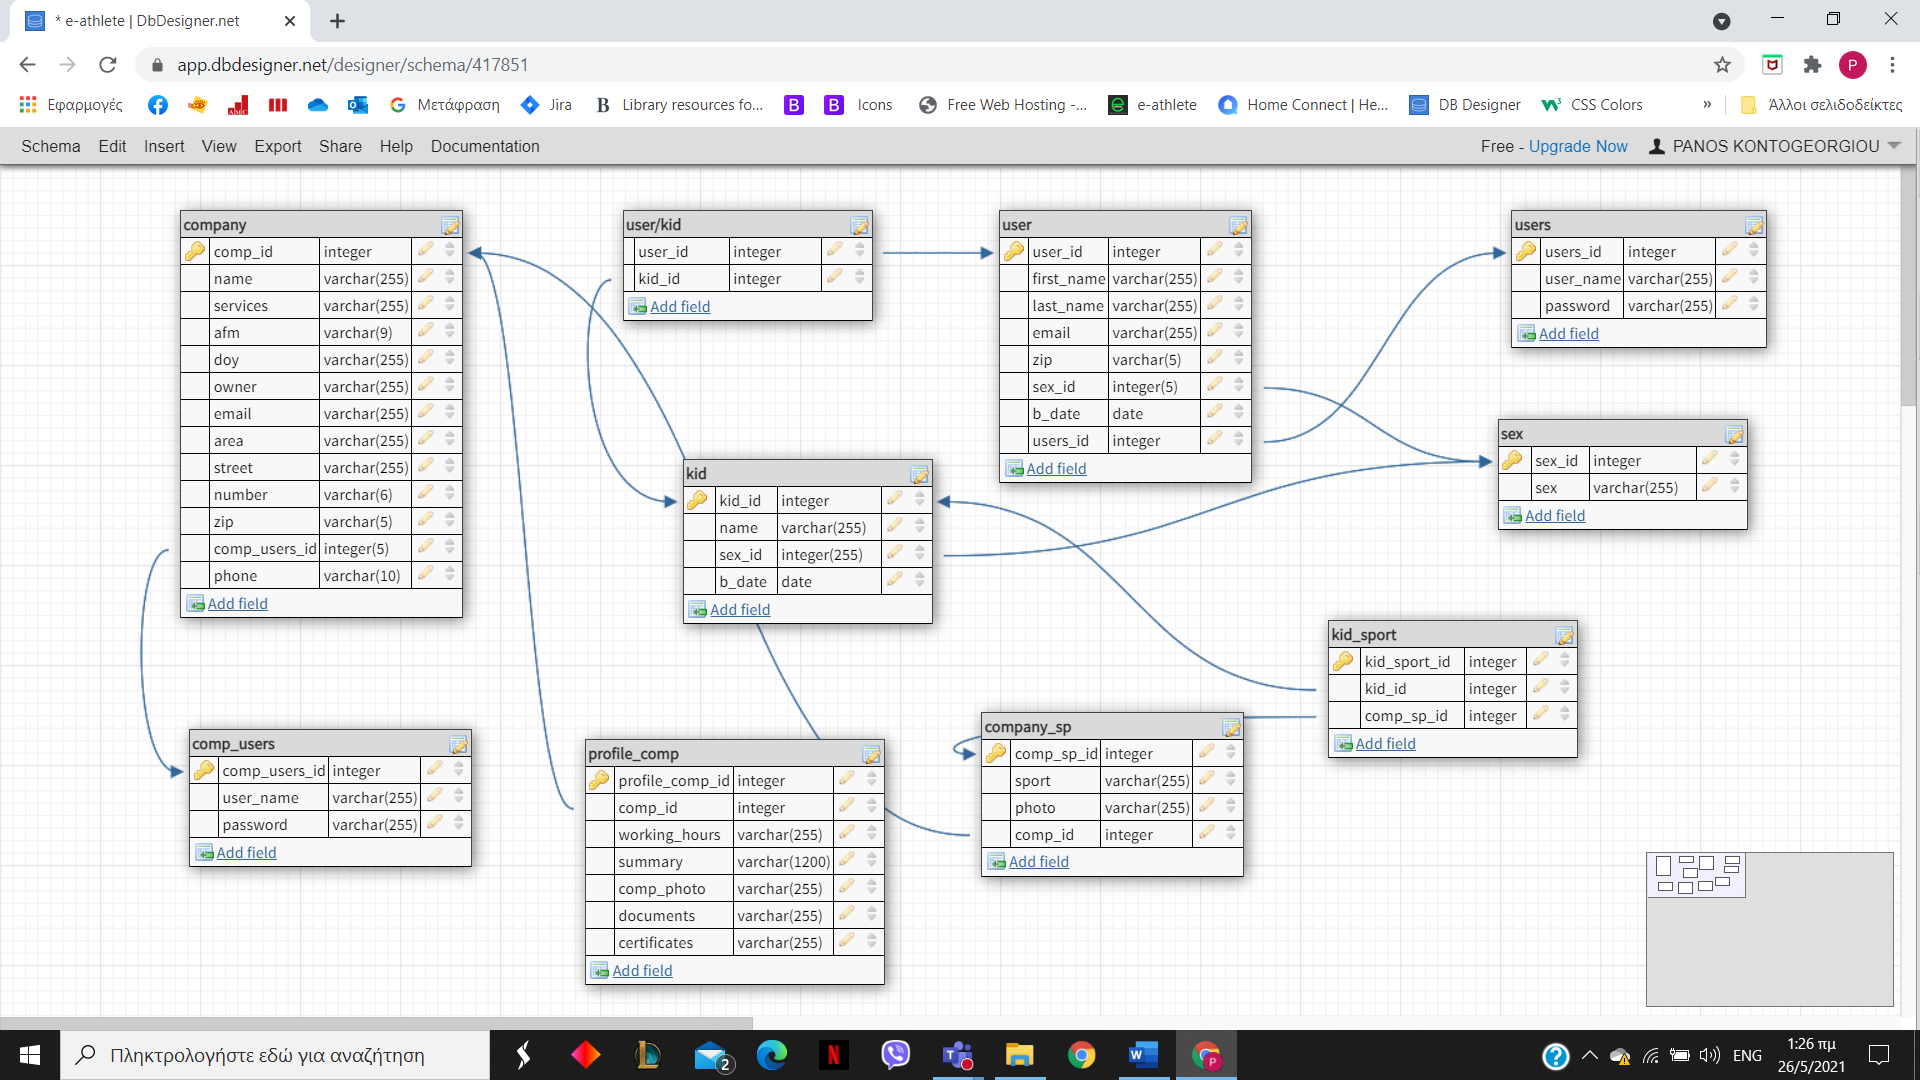 * e-athlete | DbDesigner.net
app.dbdesigner.net/designer/schema/417851
P
Εφαρμογές
Μετάφραση
Jira
B
Library resources fo...
B
B
Icons
Free Web Hosting -...
e-athlete
Home Connect | He...
DB Designer
CSS Colors
»
Άλλοι σελιδοδείκτες
Schema Edit Insert View Export Share Help Documentation
Free - Upgrade Now
PANOS KONTOGEORGIOU
company
comp_id integer
name varchar(255)
services varchar(255)
afm varchar(9)
doy varchar(255)
owner varchar(255)
email varchar(255)
area varchar(255)
street varchar(255)
number varchar(6)
zip varchar(5)
comp_users_id integer(5)
phone varchar(10)
Add field
user/kid
user_id integer
kid_id integer
Add field
user
user_id integer
first_name varchar(255)
last_name varchar(255)
email varchar(255)
zip varchar(5)
sex_id integer(5)
b_date date
users_id integer
Add field
users
users_id integer
user_name varchar(255)
password varchar(255)
Add field
sex
sex_id integer
sex varchar(255)
Add field
kid
kid_id integer
name varchar(255)
sex_id integer(255)
b_date date
Add field
kid_sport
kid_sport_id integer
kid_id integer
comp_sp_id integer
Add field
comp_users
comp_users_id integer
user_name varchar(255)
password varchar(255)
Add field
profile_comp
profile_comp_id integer
comp_id integer
working_hours varchar(255)
summary varchar(1200)
comp_photo varchar(255)
documents varchar(255)
certificates varchar(255)
Add field
company_sp
comp_sp_id integer
sport varchar(255)
photo varchar(255)
comp_id integer
Add field
Πληκτρολογήστε εδώ για αναζήτηση
2
N
ENG
1:26 πμ
26/5/2021